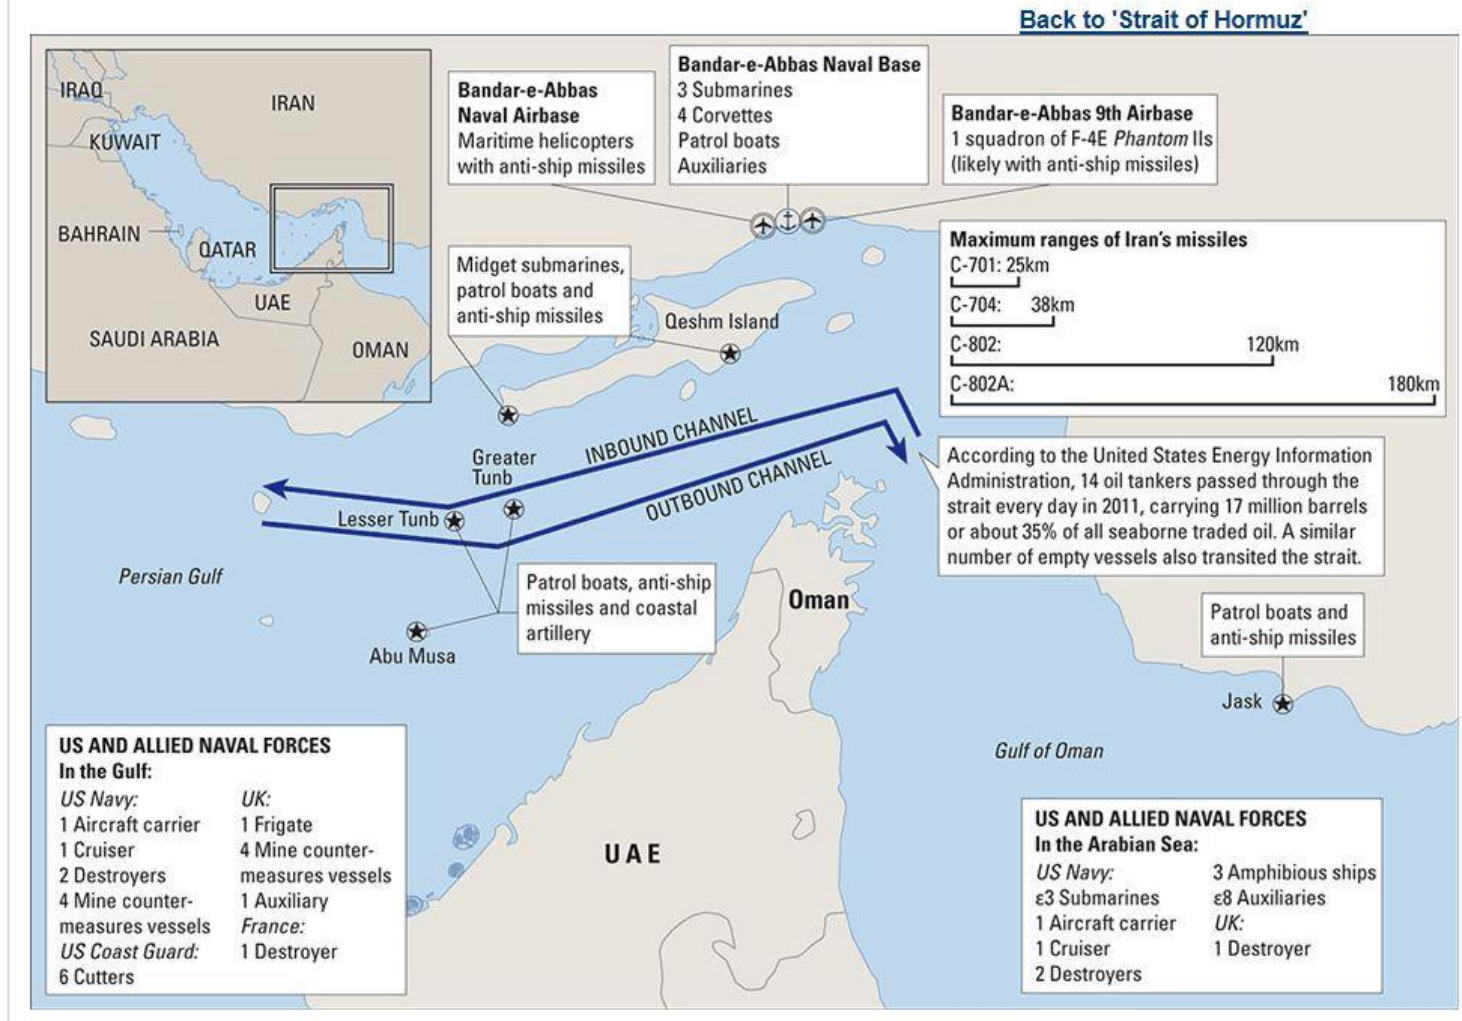 Back to 'Strait of Hormuz'
IRAQ
IRAN
KUWAIT
BAHRAIN
QATAR
UAE
SAUDI ARABIA
OMAN
Bandar-e-Abbas
Naval Airbase
Maritime helicopters
with anti-ship missiles
Bandar-e-Abbas Naval Base
3 Submarines
4 Corvettes
Patrol boats
Auxiliaries
Bandar-e-Abbas 9th Airbase
1 squadron of F-4E Phantom IIs
(likely with anti-ship missiles)
Midget submarines,
patrol boats and
anti-ship missiles
Qeshm Island
Maximum ranges of Iran's missiles
C-701: 25km
C-704: 38km
C-802: 120km
C-802A: 180km
INBOUND CHANNEL
OUTBOUND CHANNEL
Greater
Tunb
Lesser Tunb
According to the United States Energy Information
Administration, 14 oil tankers passed through the
strait every day in 2011, carrying 17 million barrels
or about 35% of all seaborne traded oil. A similar
number of empty vessels also transited the strait.
Persian Gulf
Patrol boats, anti-ship
missiles and coastal
artillery
Abu Musa
Oman
Patrol boats and
anti-ship missiles
Jask
Gulf of Oman
UAE
US AND ALLIED NAVAL FORCES
In the Gulf:
US Navy:
1 Aircraft carrier
1 Cruiser
2 Destroyers
4 Mine counter-
measures vessels
US Coast Guard:
6 Cutters
UK:
1 Frigate
4 Mine counter-
measures vessels
1 Auxiliary
France:
1 Destroyer
US AND ALLIED NAVAL FORCES
In the Arabian Sea:
US Navy:
ε3 Submarines
1 Aircraft carrier
1 Cruiser
2 Destroyers
3 Amphibious ships
ε8 Auxiliaries
UK:
1 Destroyer